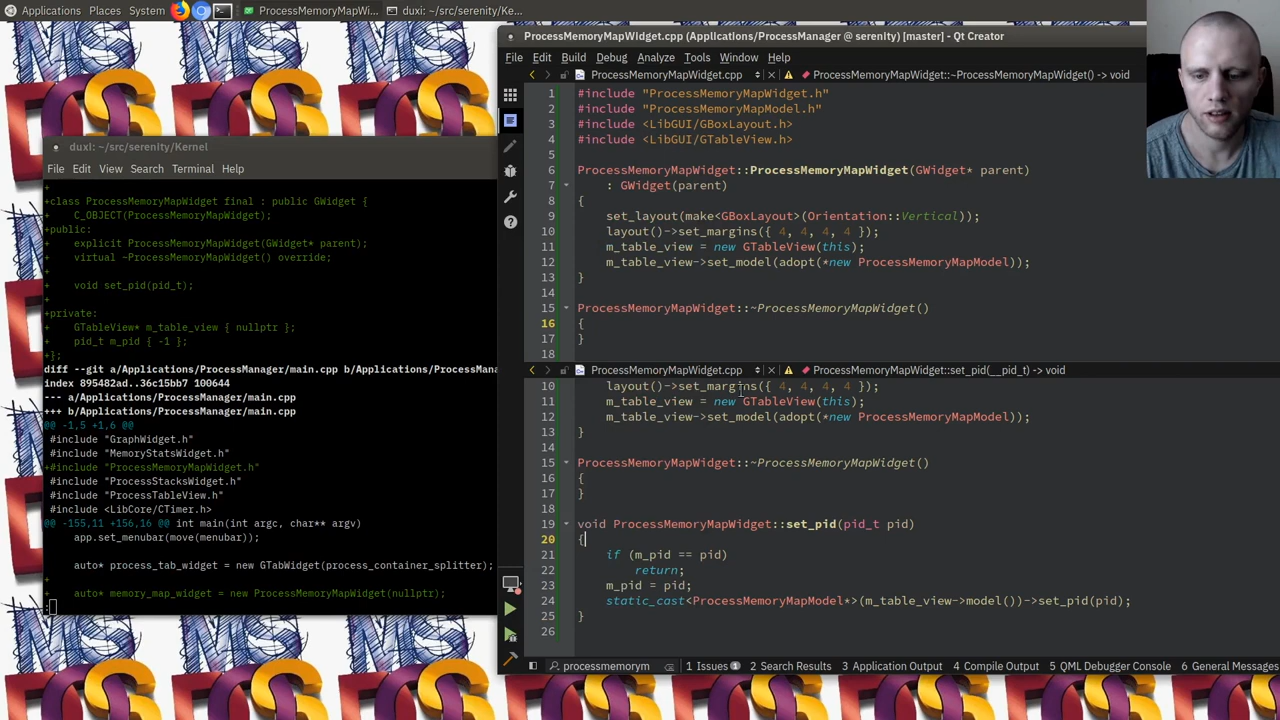 Applications Places System ProcessMemoryMapWi... duxi: ~/src/serenity/Ke...
duxi: ~/src/serenity/Kernel
File Edit View Search Terminal Help
+
+class ProcessMemoryMapWidget final : public GWidget {
+    C_OBJECT(ProcessMemoryMapWidget);
+public:
+    explicit ProcessMemoryMapWidget(GWidget* parent);
+    virtual ~ProcessMemoryMapWidget() override;
+
+    void set_pid(pid_t);
+
+private:
+    GTableView* m_table_view { nullptr };
+    pid_t m_pid { -1 };
+};
diff --git a/Applications/ProcessManager/main.cpp b/Applications/ProcessMana
index 895482ad..36c15bb7 100644
--- a/Applications/ProcessManager/main.cpp
+++ b/Applications/ProcessManager/main.cpp
@@ -1,5 +1,6 @@
#include "GraphWidget.h"
#include "MemoryStatsWidget.h"
+#include "ProcessMemoryMapWidget.h"
#include "ProcessStacksWidget.h"
#include "ProcessTableView.h"
#include <LibCore/CTimer.h>
@@ -155,11 +156,16 @@ int main(int argc, char** argv)
    app.set_menubar(move(menubar));
    auto* process_tab_widget = new GTabWidget(process_container_splitter);
+
+    auto* memory_map_widget = new ProcessMemoryMapWidget(nullptr);
:
ProcessMemoryMapWidget.cpp (Applications/ProcessManager @ serenity) [master] - Qt Creator
File Edit Build Debug Analyze Tools Window Help
ProcessMemoryMapWidget.cpp ProcessMemoryMapWidget::~ProcessMemoryMapWidget() -> void
1 #include "ProcessMemoryMapWidget.h"
2 #include "ProcessMemoryMapModel.h"
3 #include <LibGUI/GBoxLayout.h>
4 #include <LibGUI/GTableView.h>
5
6 ProcessMemoryMapWidget::ProcessMemoryMapWidget(GWidget* parent)
7     : GWidget(parent)
8 {
9     set_layout(make<GBoxLayout>(Orientation::Vertical));
10     layout()->set_margins({ 4, 4, 4, 4 });
11     m_table_view = new GTableView(this);
12     m_table_view->set_model(adopt(*new ProcessMemoryMapModel));
13 }
14
15 ProcessMemoryMapWidget::~ProcessMemoryMapWidget()
16 {
17 }
18
ProcessMemoryMapWidget.cpp ProcessMemoryMapWidget::set_pid(__pid_t) -> void
10     layout()->set_margins({ 4, 4, 4, 4 });
11     m_table_view = new GTableView(this);
12     m_table_view->set_model(adopt(*new ProcessMemoryMapModel));
13 }
14
15 ProcessMemoryMapWidget::~ProcessMemoryMapWidget()
16 {
17 }
18
19 void ProcessMemoryMapWidget::set_pid(pid_t pid)
20 {
21     if (m_pid == pid)
22         return;
23     m_pid = pid;
24     static_cast<ProcessMemoryMapModel*>(m_table_view->model())->set_pid(pid);
25 }
26
processmemorym 1 Issues 1 2 Search Results 3 Application Output 4 Compile Output 5 QML Debugger Console 6 General Messages